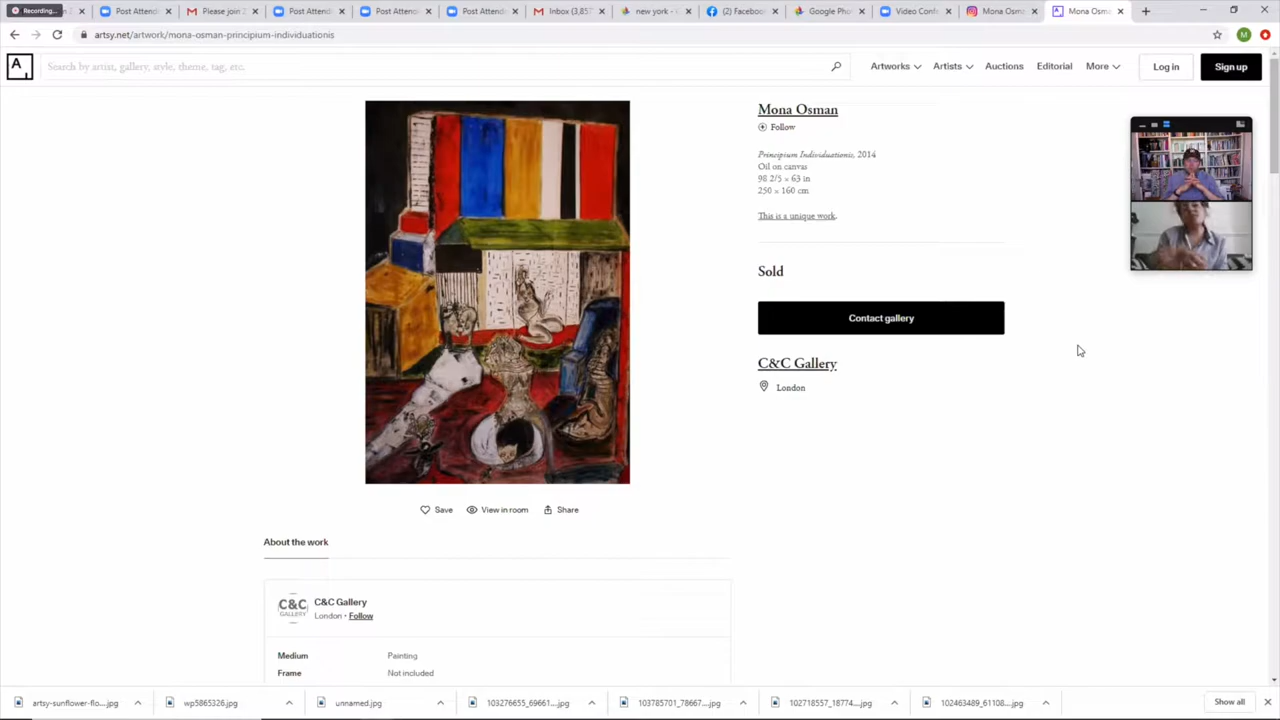 Recording...
Post Attend
Please join Z
Post Attend
Post Attend
Post Attend
Inbox (3,857
new york -
(3) Facebook
Google Pho
Video Conf
Mona Osm
Mona Osm
artsy.net/artwork/mona-osman-principium-individuationis
M
A
Search by artist, gallery, style, theme, tag, etc.
Artworks
Artists
Auctions
Editorial
More
Log in
Sign up
Mona Osman
Follow
Principium Individuationis, 2014
Oil on canvas
98 2/5 × 63 in
250 × 160 cm
This is a unique work.
Sold
Contact gallery
C&C Gallery
London
Save
View in room
Share
About the work
C&C
GALLERY
C&C Gallery
London • Follow
Medium Painting
Frame Not included
artsy-sunflower-flo....jpg
wp5865326.jpg
unnamed.jpg
103276655_69661....jpg
103785701_78667....jpg
102718557_18774....jpg
102463489_61108....jpg
Show all